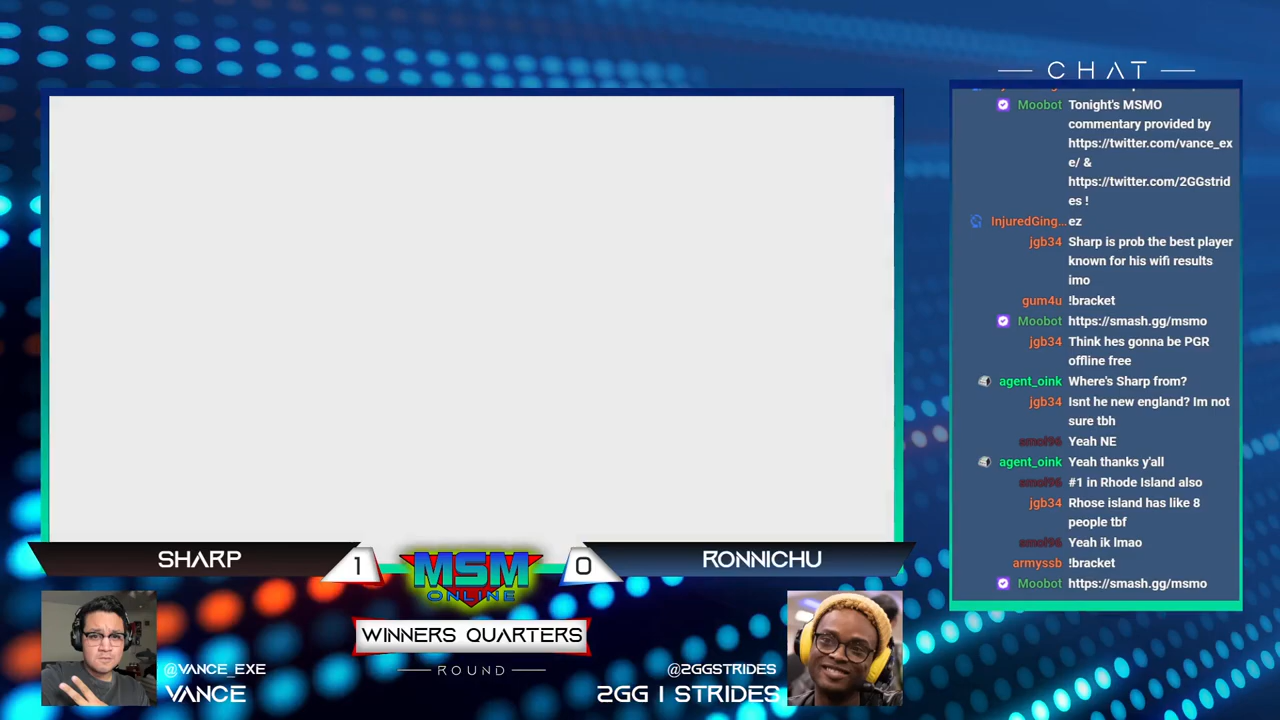 CHAT
Moobot Tonight's MSMO
commentary provided by
https://twitter.com/vance_ex
e/ &
https://twitter.com/2GGstrid
es !
InjuredGing... ez
jgb34 Sharp is prob the best player
known for his wifi results
imo
gum4u !bracket
Moobot https://smash.gg/msmo
jgb34 Think hes gonna be PGR
offline free
agent_oink Where's Sharp from?
jgb34 Isnt he new england? Im not
sure tbh
smol96 Yeah NE
agent_oink Yeah thanks y'all
smol96 #1 in Rhode Island also
jgb34 Rhose island has like 8
people tbf
smol96 Yeah ik lmao
armyssb !bracket
Moobot https://smash.gg/msmo
SHARP 1 MSM 0 RONNICHU
ONLINE
WINNERS QUARTERS
ROUND
@VANCE_EXE
VANCE
@2GGSTRIDES
2GG | STRIDES